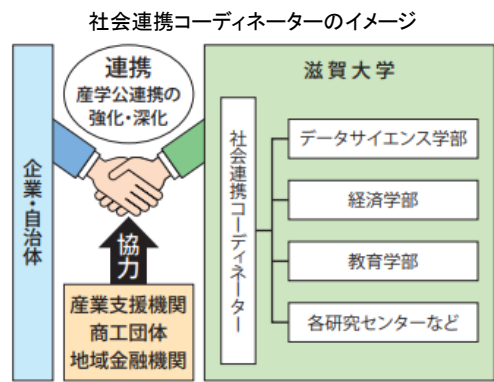 社会連携コーディネーターのイメージ
連携
産学公連携の
強化・深化
企業・自治体
協力
産業支援機関
商工団体
地域金融機関
滋賀大学
社会連携コーディネーター
データサイエンス学部
経済学部
教育学部
各研究センターなど